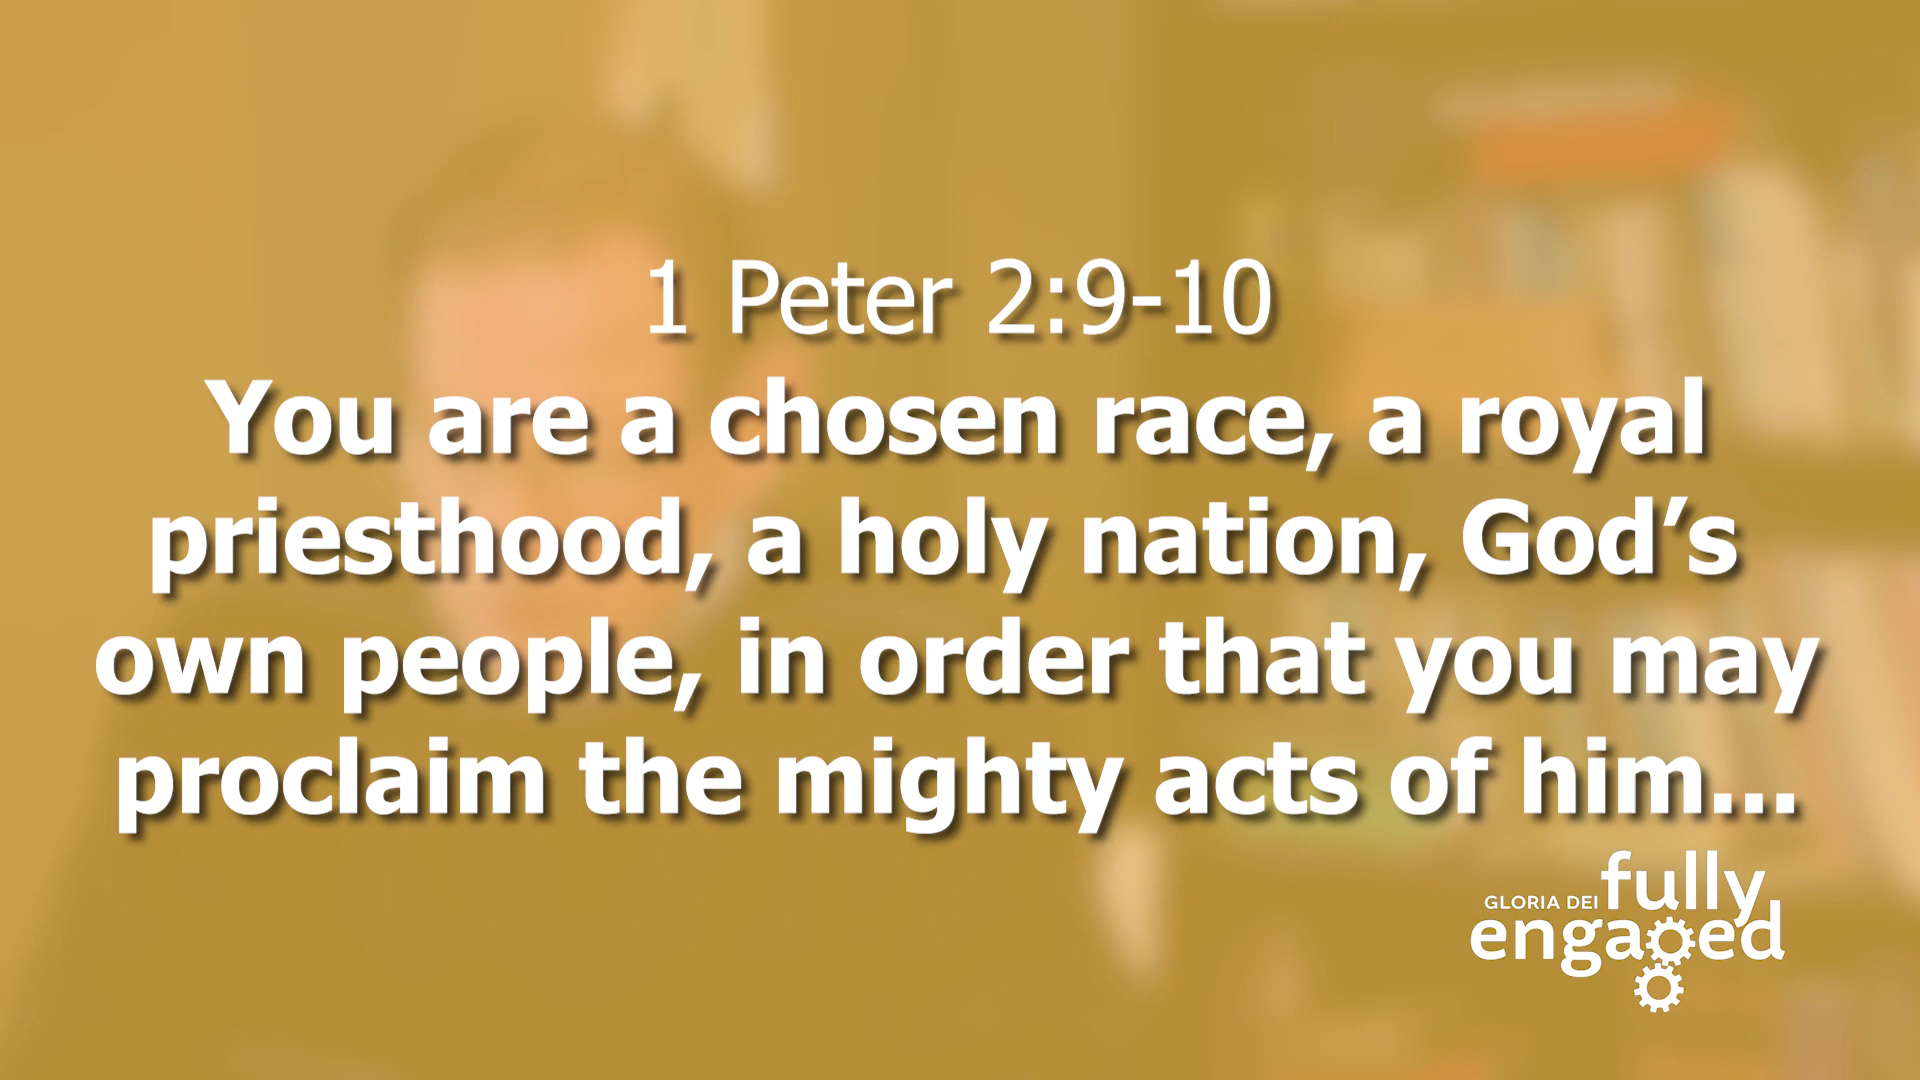 1 Peter 2:9-10
You are a chosen race, a royal
priesthood, a holy nation, God’s
own people, in order that you may
proclaim the mighty acts of him...
GLORIA DEI fully
engaged